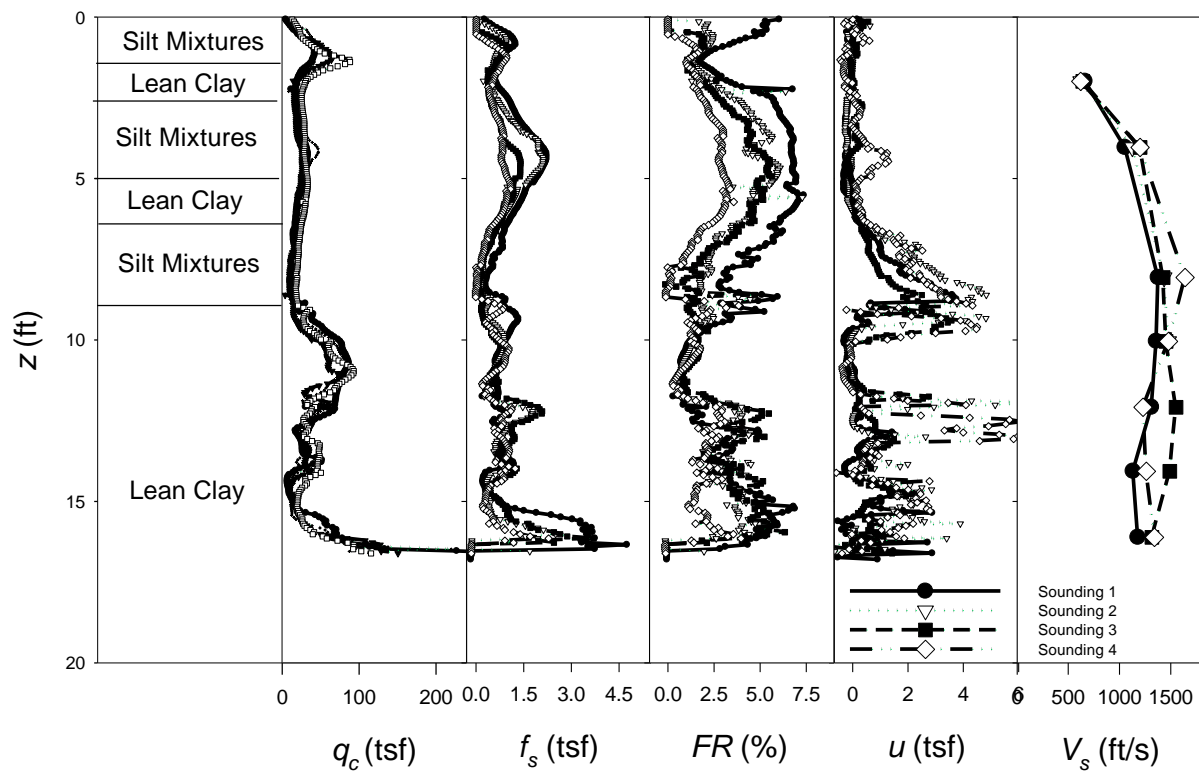 0
5
10
15
20
z (ft)
Silt Mixtures
Lean Clay
Silt Mixtures
Lean Clay
Silt Mixtures
Lean Clay
0 100 200
q_c (tsf)
0.0 1.5 3.0 4.5
f_s (tsf)
0.0 2.5 5.0 7.5
FR (%)
0 2 4 6
u (tsf)
0 500 1000 1500
V_s (ft/s)
Sounding 1
Sounding 2
Sounding 3
Sounding 4